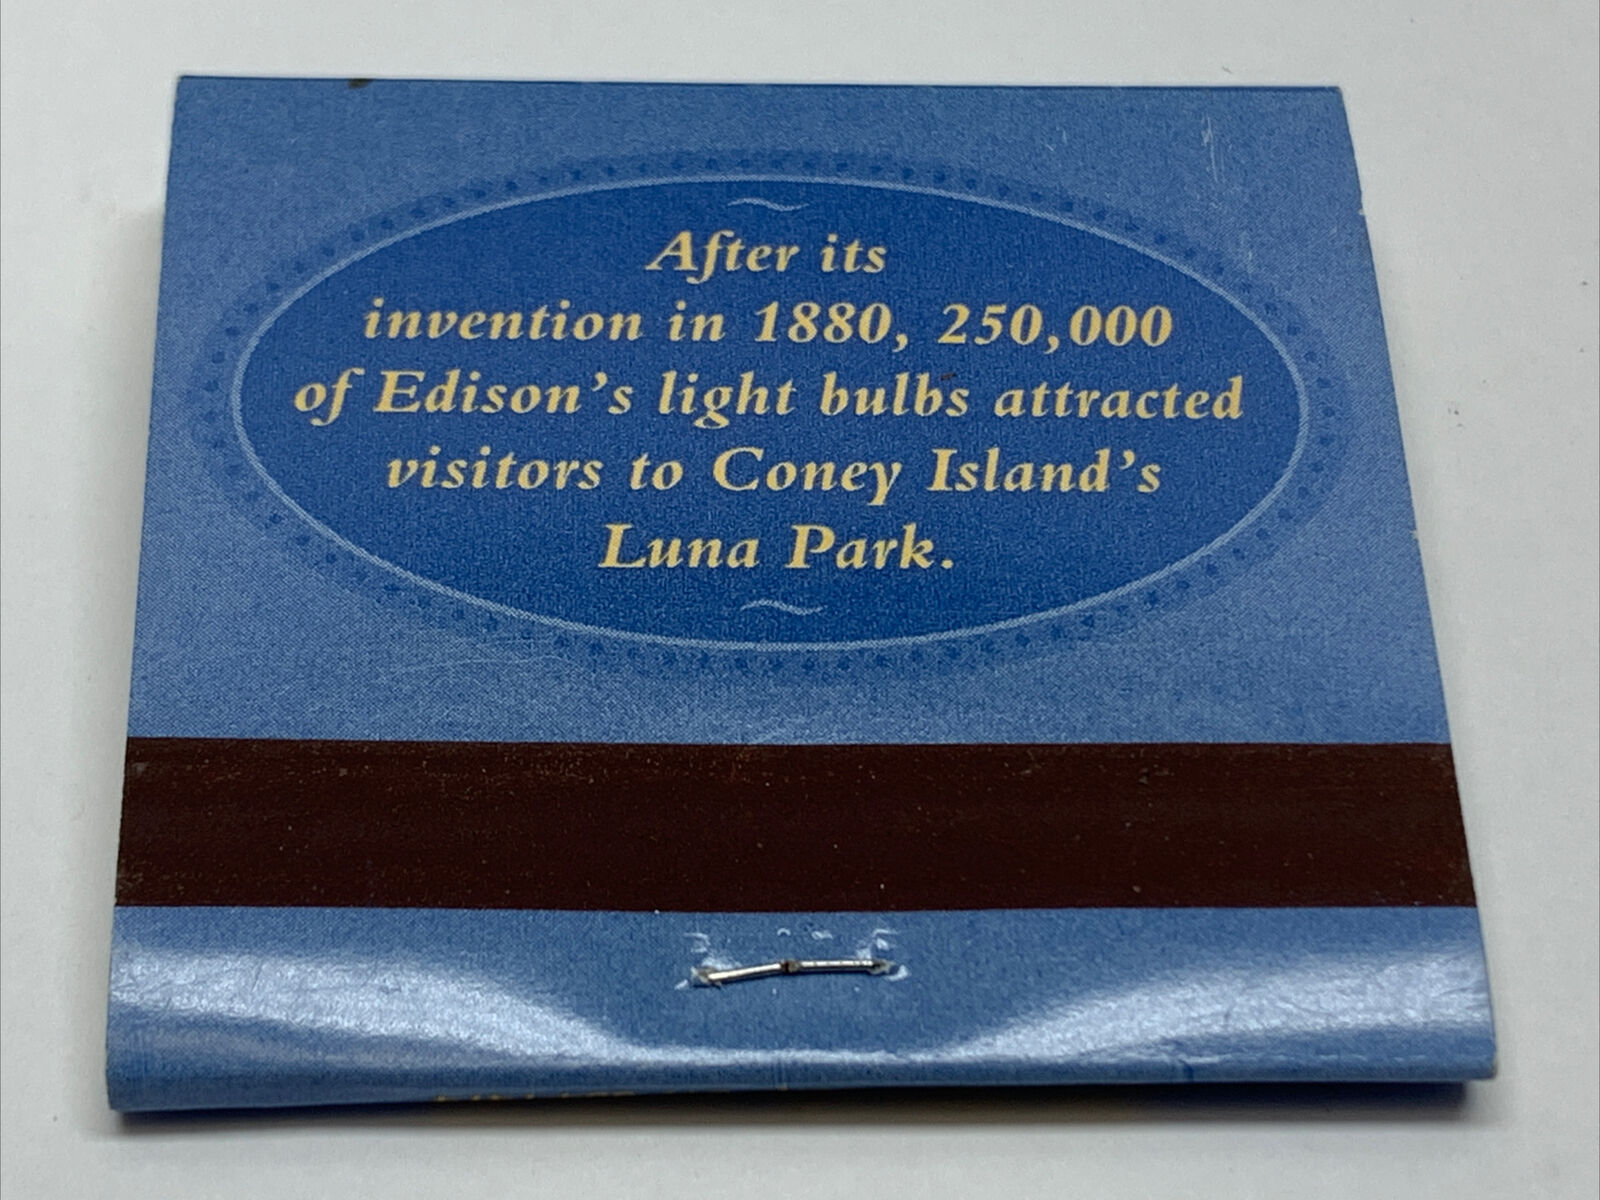 After its
invention in 1880, 250,000
of Edison's light bulbs attracted
visitors to Coney Island's
Luna Park.